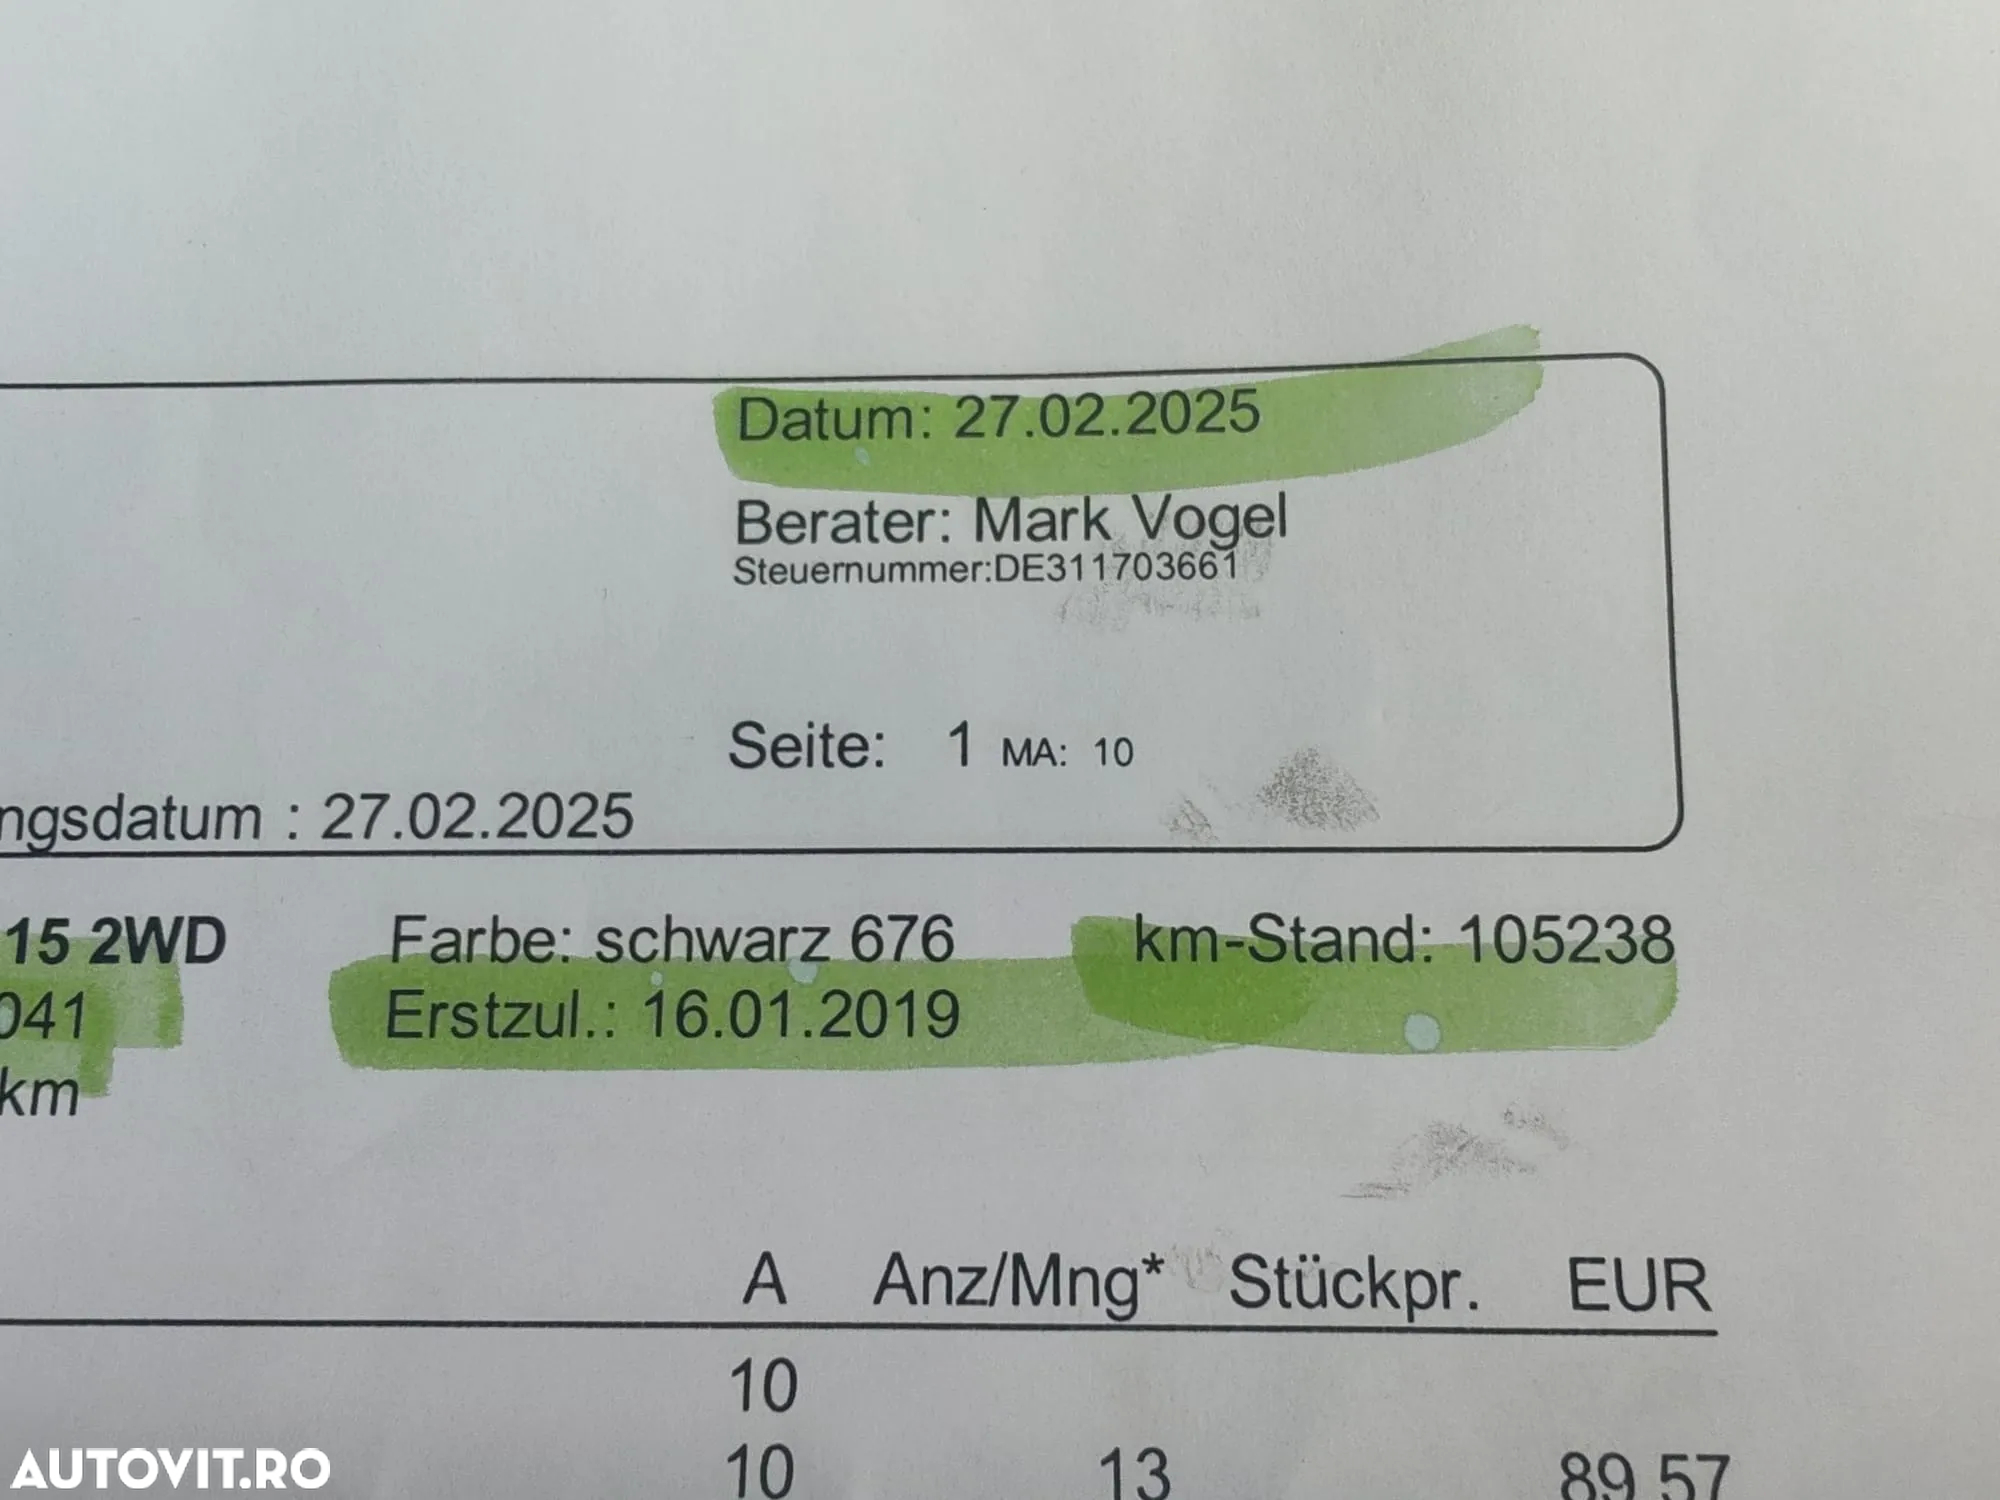 Datum: 27.02.2025
Berater: Mark Vogel
Steuernummer:DE311703661
Seite: 1 MA: 10
ngsdatum : 27.02.2025
15 2WD Farbe: schwarz 676 km-Stand: 105238
041 Erstzul.: 16.01.2019
km
A Anz/Mng* Stückpr. EUR
10
10 13 89,57
AUTOVIT.RO